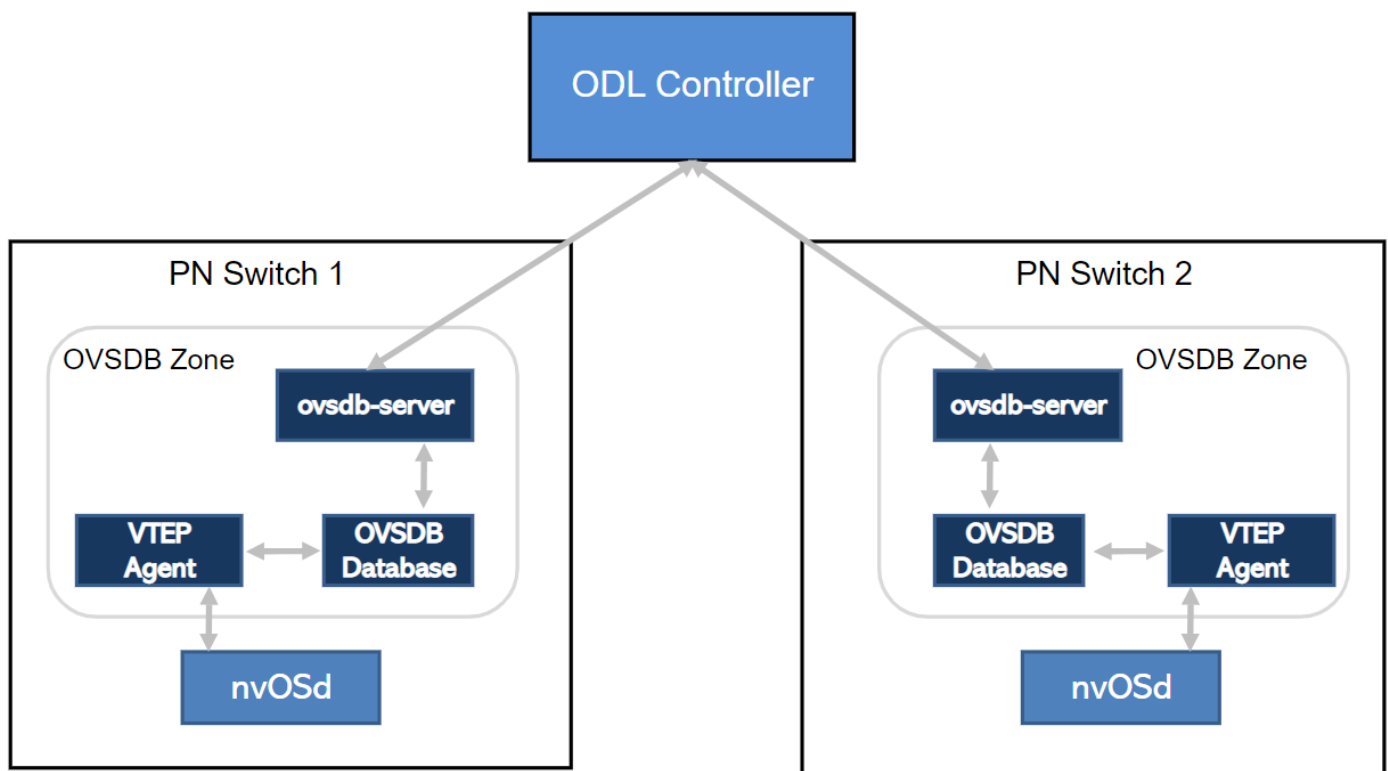 ODL Controller
PN Switch 1
OVSDB Zone
ovsdb-server
VTEP
Agent
OVSDB
Database
nvOSd
PN Switch 2
OVSDB Zone
ovsdb-server
OVSDB
Database
VTEP
Agent
nvOSd